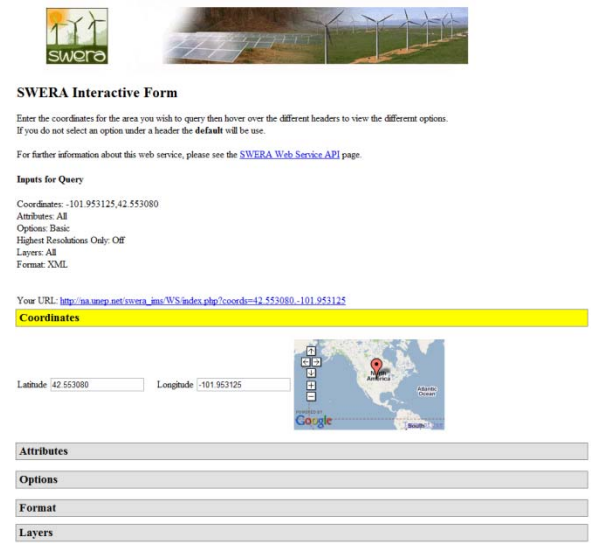 swera
SWERA Interactive Form
Enter the coordinates for the area you wish to query then hover over the different headers to view the differernt options.
If you do not select an option under a header the default will be use.
For further information about this web service, please see the SWERA Web Service API page.
Inputs for Query
Coordinates: -101.953125,42.553080
Attributes: All
Options: Basic
Highest Resolutions Only: Off
Layers: All
Format: XML
Your URL: http://na.unep.net/swera_ims/WS/index.php?coords=42.553080,-101.953125
Coordinates
Latitude 42.553080 Longitude -101.953125
North
America
Atlantic
Ocean
POWERED BY
Google
South
Attributes
Options
Format
Layers